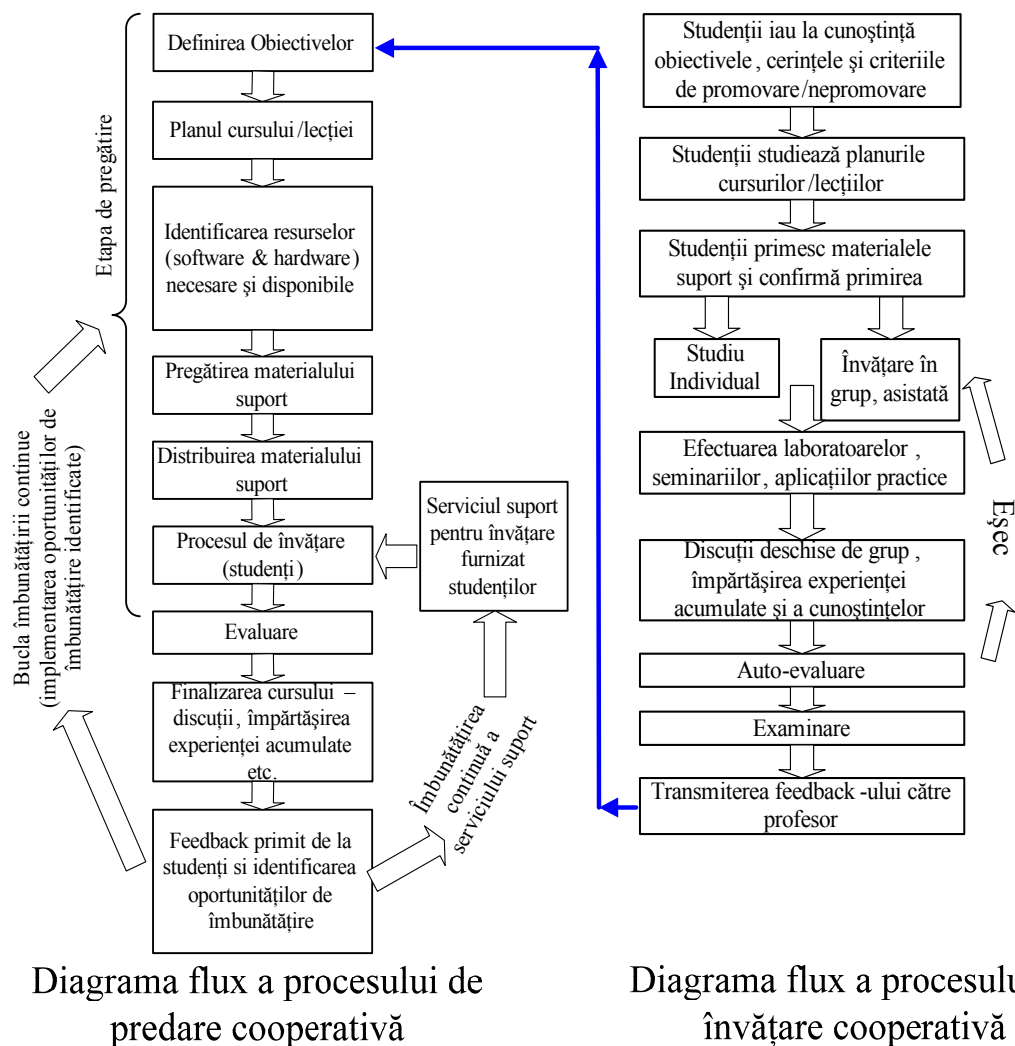 Definirea Obiectivelor
Planul cursului/lecției
Identificarea resurselor
(software & hardware)
necesare și disponibile
Pregătirea materialului
suport
Distribuirea materialului
suport
Procesul de învățare
(studenți)
Evaluare
Finalizarea cursului –
discuții, împărtășirea
experienței acumulate
etc.
Feedback primit de la
studenți si identificarea
oportunităților de
îmbunătățire
Etapa de pregătire
Bucla îmbunătățirii continue
(implementarea oportunităților de
îmbunătățire identificate)
Serviciul suport
pentru învățare
furnizat
studenților
Îmbunătățirea
continuă a
serviciului suport
Diagrama flux a procesului de
predare cooperativă
Studenții iau la cunoștință
obiectivele, cerințele și criteriile
de promovare/nepromovare
Studenții studiează planurile
cursurilor/lecțiilor
Studenții primesc materialele
suport și confirmă primirea
Studiu
Individual
Învățare în
grup, asistată
Efectuarea laboratoarelor,
seminariilor, aplicațiilor practice
Discuții deschise de grup,
împărtășirea experienței
acumulate și a cunoștințelor
Auto-evaluare
Examinare
Transmiterea feedback-ului către
profesor
Eșec
Diagrama flux a procesulu
învățare cooperativă